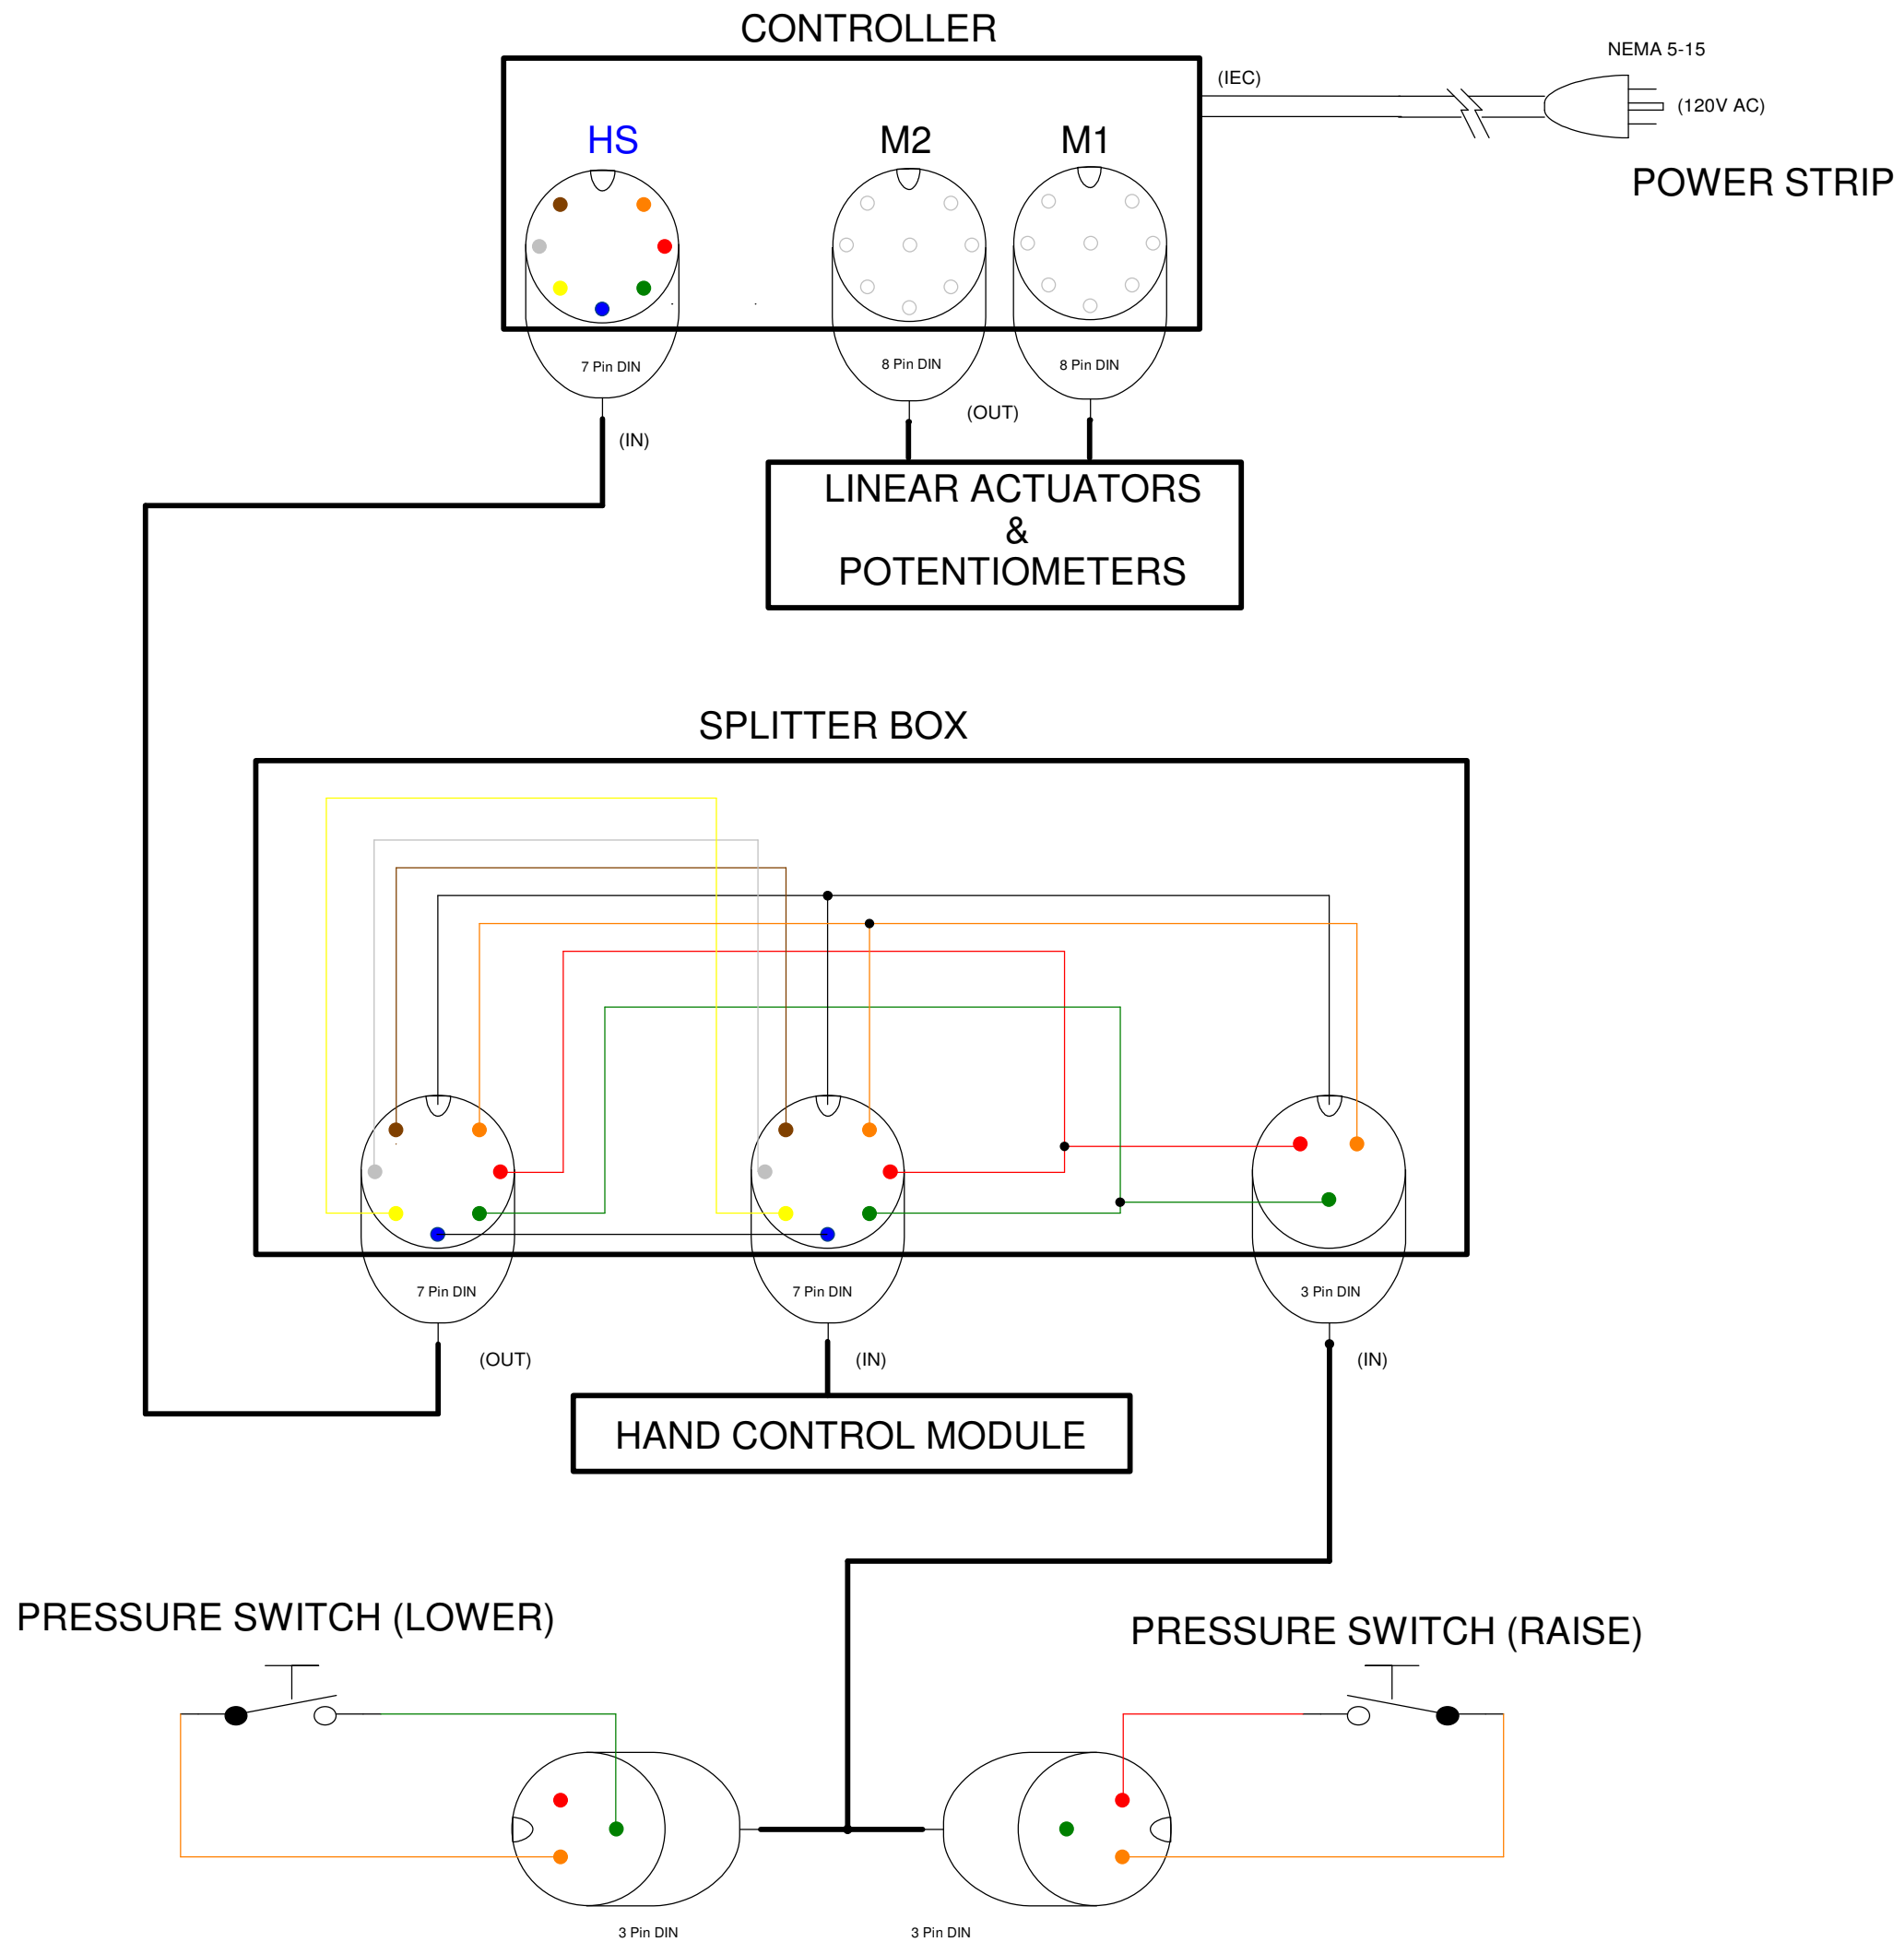 CONTROLLER
NEMA 5-15
(IEC)
(120V AC)
HS
M2
M1
POWER STRIP
7 Pin DIN
8 Pin DIN
8 Pin DIN
(OUT)
(IN)
LINEAR ACTUATORS
&
POTENTIOMETERS
SPLITTER BOX
7 Pin DIN
7 Pin DIN
3 Pin DIN
(OUT)
(IN)
(IN)
HAND CONTROL MODULE
PRESSURE SWITCH (LOWER)
PRESSURE SWITCH (RAISE)
3 Pin DIN
3 Pin DIN